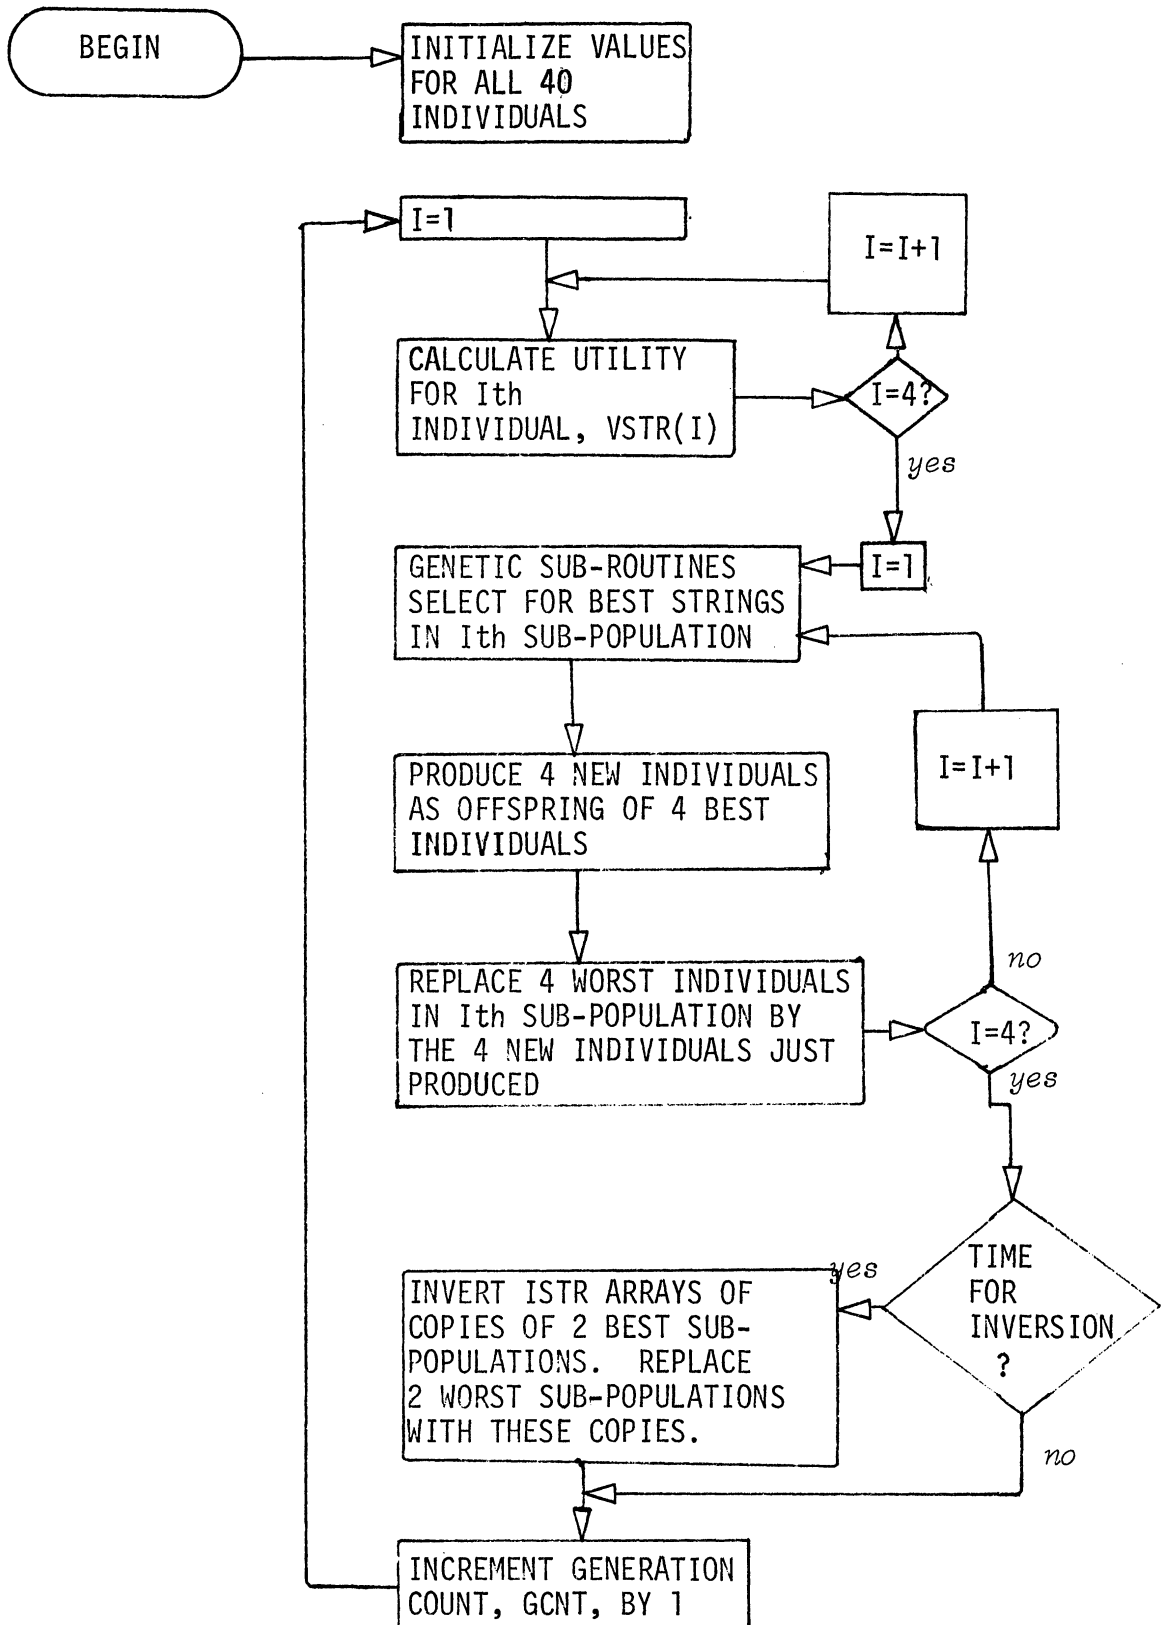 BEGIN
INITIALIZE VALUES
FOR ALL 40
INDIVIDUALS
I=1
I=I+1
CALCULATE UTILITY
FOR Ith
INDIVIDUAL, VSTR(I)
I=4?
yes
I=1
GENETIC SUB-ROUTINES
SELECT FOR BEST STRINGS
IN Ith SUB-POPULATION
I=I+1
PRODUCE 4 NEW INDIVIDUALS
AS OFFSPRING OF 4 BEST
INDIVIDUALS
no
REPLACE 4 WORST INDIVIDUALS
IN Ith SUB-POPULATION BY
THE 4 NEW INDIVIDUALS JUST
PRODUCED
I=4?
yes
TIME
FOR
INVERSION
?
yes
INVERT ISTR ARRAYS OF
COPIES OF 2 BEST SUB-
POPULATIONS. REPLACE
2 WORST SUB-POPULATIONS
WITH THESE COPIES.
no
INCREMENT GENERATION
COUNT, GCNT, BY 1